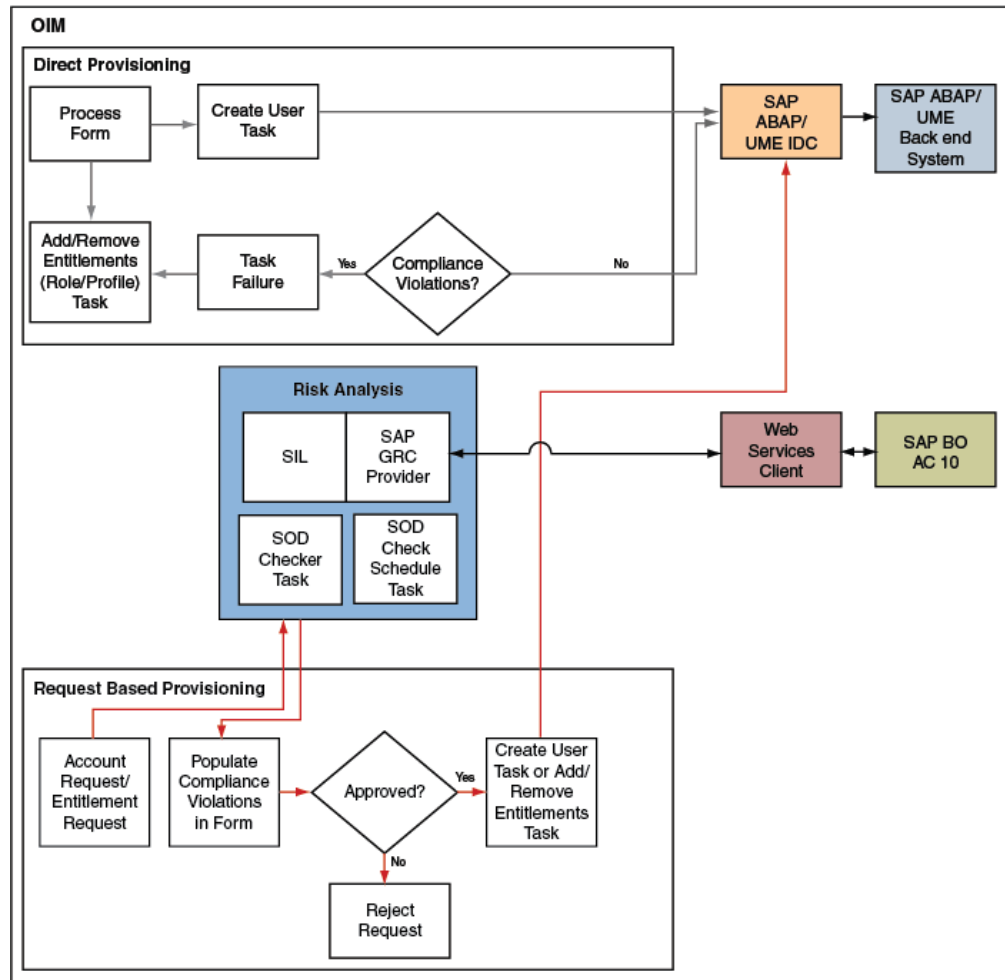 OIM
Direct Provisioning
Process
Form
Create User
Task
SAP
ABAP/
UME IDC
SAP ABAP/
UME
Back end
System
Add/Remove
Entitlements
(Role/Profile)
Task
Task
Failure
Yes
Compliance
Violations?
No
Risk Analysis
SIL
SAP
GRC
Provider
Web
Services
Client
SAP BO
AC 10
SOD
Checker
Task
SOD
Check
Schedule
Task
Request Based Provisioning
Account
Request/
Entitlement
Request
Populate
Compliance
Violations
in Form
Approved?
Yes
Create User
Task or Add/
Remove
Entitlements
Task
No
Reject
Request